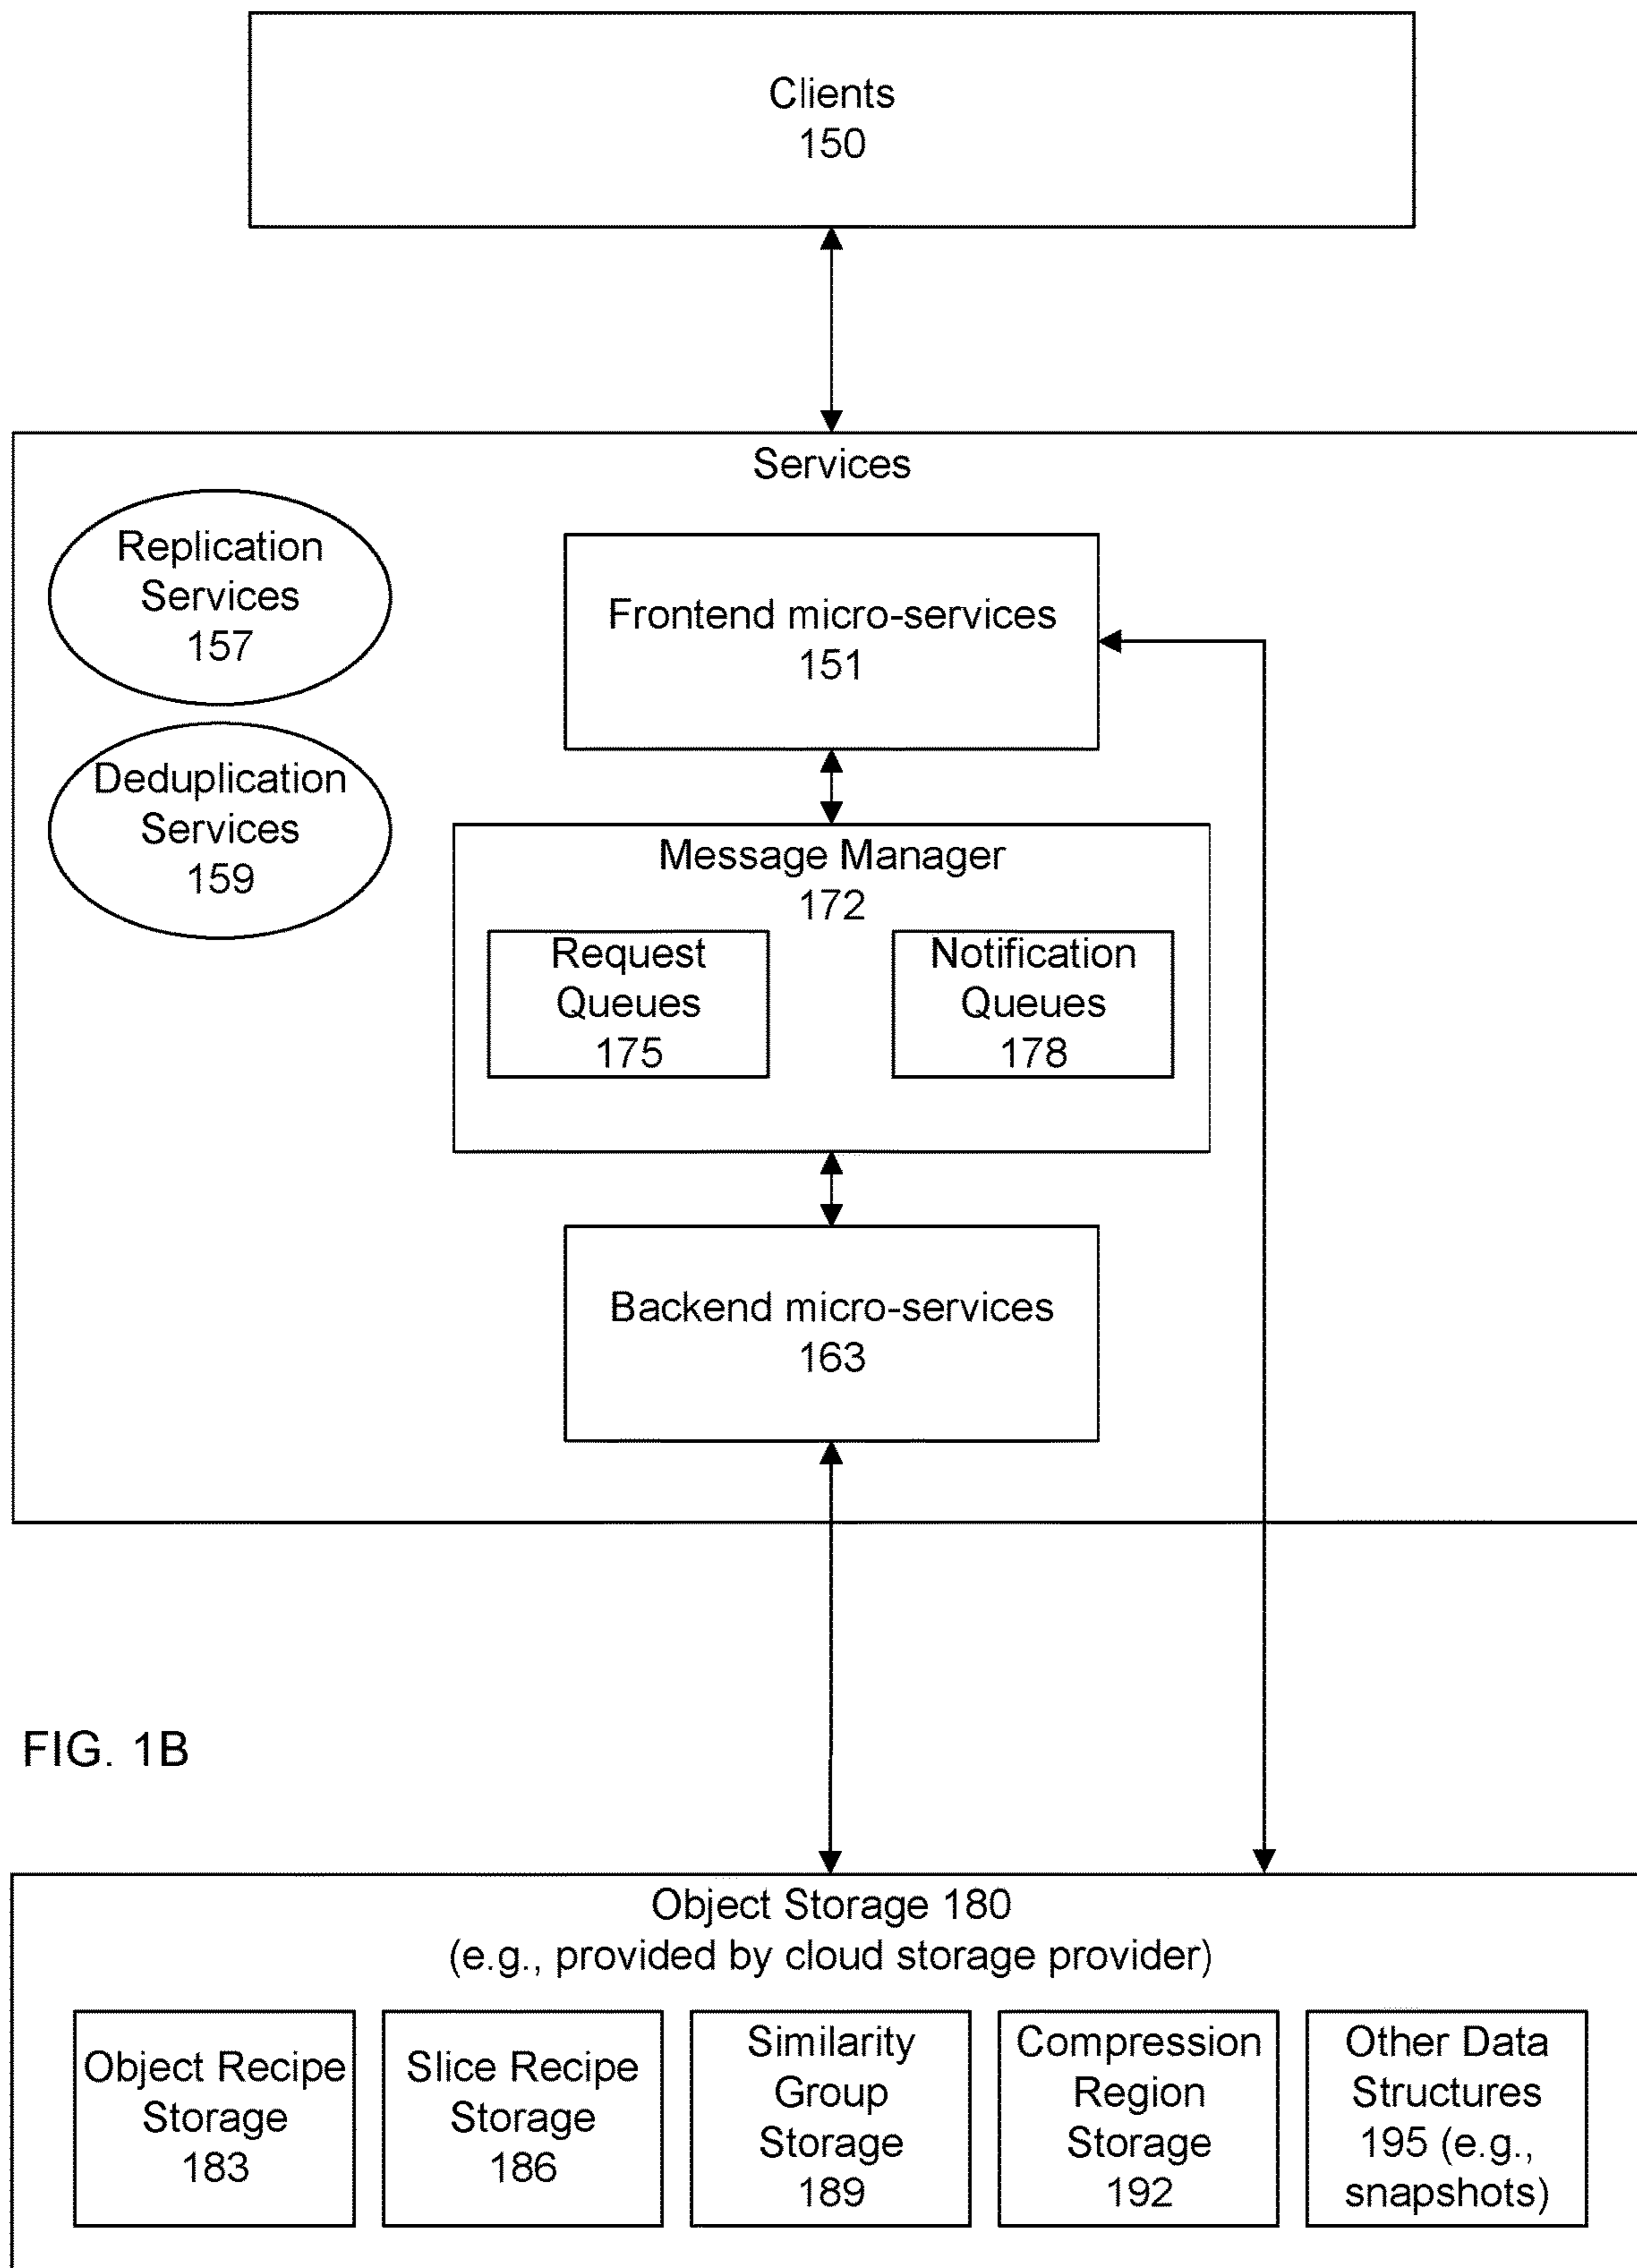 Clients
150
Services
Replication
Services
157
Frontend micro-services
151
Deduplication
Services
159
Message Manager
172
Request
Queues
175
Notification
Queues
178
Backend micro-services
163
FIG. 1B
Object Storage 180
(e.g., provided by cloud storage provider)
Object Recipe
Storage
183
Slice Recipe
Storage
186
Similarity
Group
Storage
189
Compression
Region
Storage
192
Other Data
Structures
195 (e.g.,
snapshots)